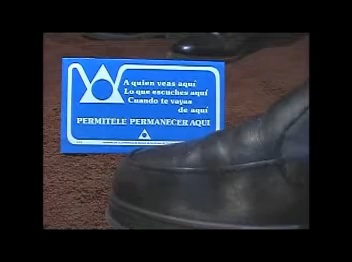 A quien veas aquí
Lo que escuches aquí
Cuando te vayas
de aquí
PERMITELE PERMANECER AQUI